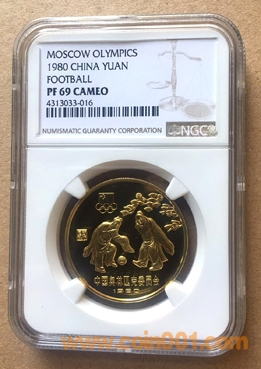 MOSCOW OLYMPICS
1980 CHINA YUAN
FOOTBALL
PF 69 CAMEO
4313033-016
NUMISMATIC GUARANTY CORPORATION
NGC
中国奥林匹克委员会
1980
www.coin001.com